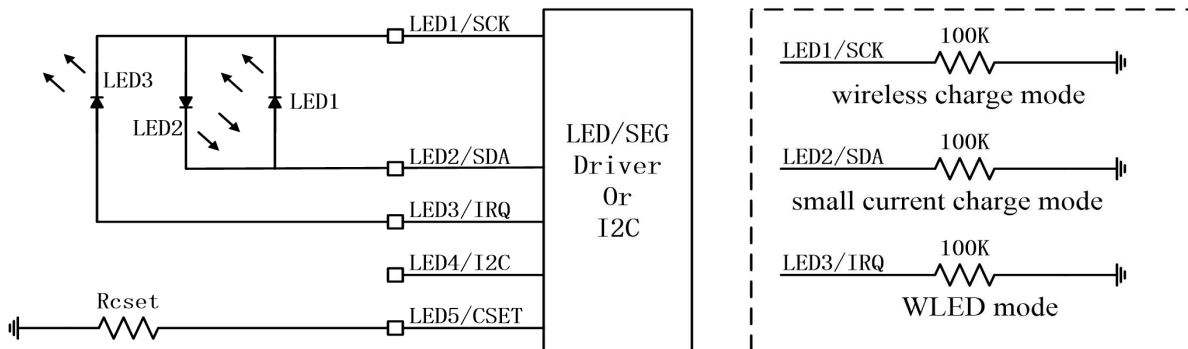 LED1/SCK
LED3
LED1
LED2
LED2/SDA
LED3/IRQ
LED4/I2C
Rcset
LED5/CSET
LED/SEG
Driver
Or
I2C
LED1/SCK
100K
wireless charge mode
LED2/SDA
100K
small current charge mode
LED3/IRQ
100K
WLED mode